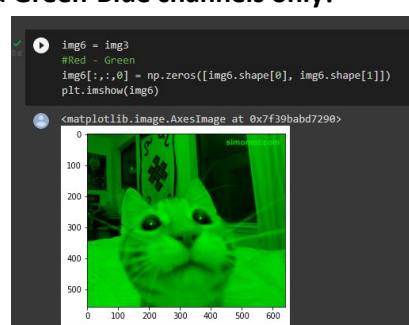 Green Blue channels only?
img6 = img3
#Red - Green
img6[:,:,0] = np.zeros([img6.shape[0], img6.shape[1]])
plt.imshow(img6)
<matplotlib.image.AxesImage at 0x7f39babd7290>
simonos.com
0
100
200
300
400
500
0 100 200 300 400 500 600